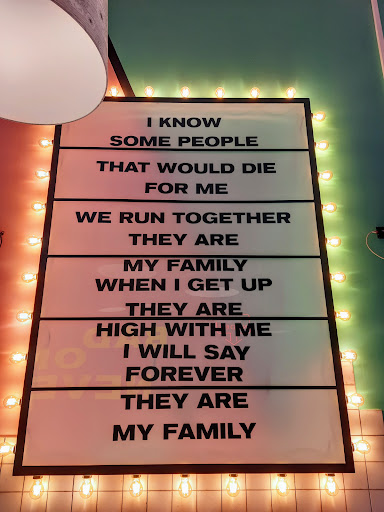 I KNOW
SOME PEOPLE
THAT WOULD DIE
FOR ME
WE RUN TOGETHER
THEY ARE
MY FAMILY
WHEN I GET UP
THEY ARE
HIGH WITH ME
I WILL SAY
FOREVER
THEY ARE
MY FAMILY